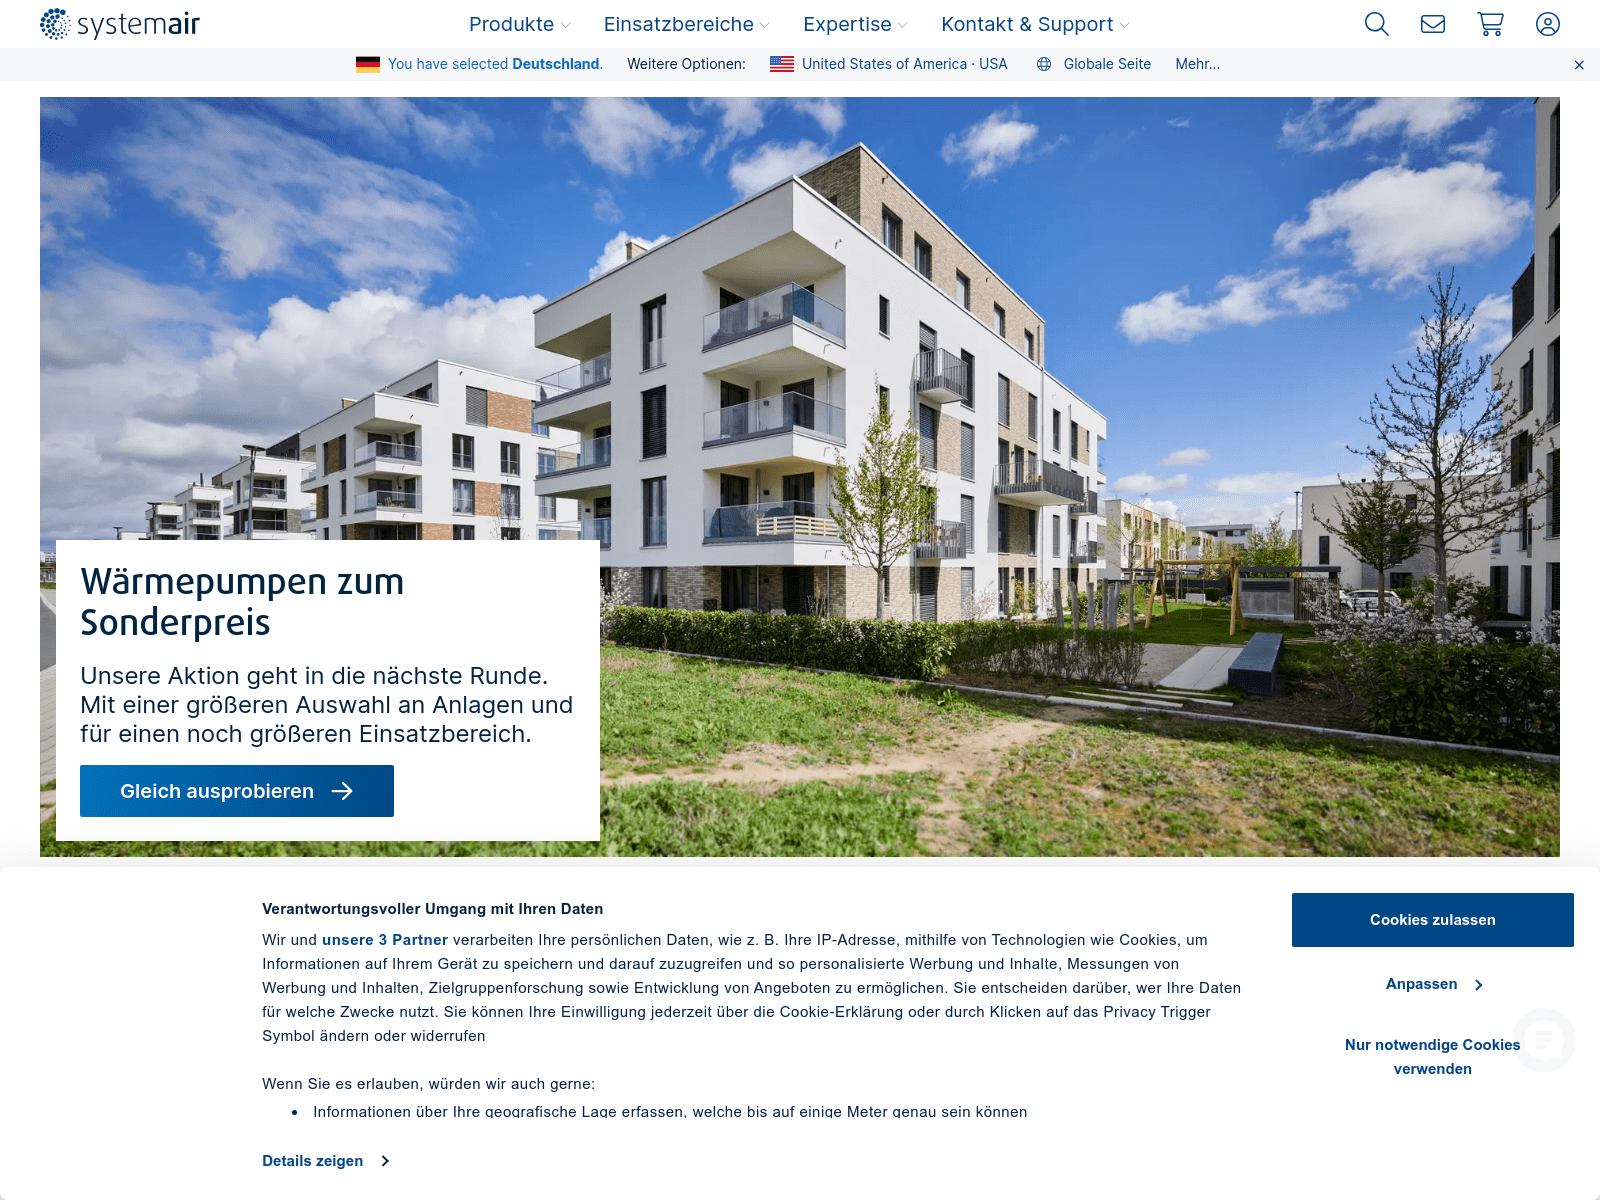 systemair
Produkte
Einsatzbereiche
Expertise
Kontakt & Support
You have selected Deutschland.
Weitere Optionen:
United States of America · USA
Globale Seite
Mehr...
Wärmepumpen zum
Sonderpreis
Unsere Aktion geht in die nächste Runde.
Mit einer größeren Auswahl an Anlagen und
für einen noch größeren Einsatzbereich.
Gleich ausprobieren
Verantwortungsvoller Umgang mit Ihren Daten
Wir und unsere 3 Partner verarbeiten Ihre persönlichen Daten, wie z. B. Ihre IP-Adresse, mithilfe von Technologien wie Cookies, um
Informationen auf Ihrem Gerät zu speichern und darauf zuzugreifen und so personalisierte Werbung und Inhalte, Messungen von
Werbung und Inhalten, Zielgruppenforschung sowie Entwicklung von Angeboten zu ermöglichen. Sie entscheiden darüber, wer Ihre Daten
für welche Zwecke nutzt. Sie können Ihre Einwilligung jederzeit über die Cookie-Erklärung oder durch Klicken auf das Privacy Trigger
Symbol ändern oder widerrufen
Wenn Sie es erlauben, würden wir auch gerne:
• Informationen über Ihre geografische Lage erfassen, welche bis auf einige Meter genau sein können
Details zeigen
Cookies zulassen
Anpassen
Nur notwendige Cookies
verwenden